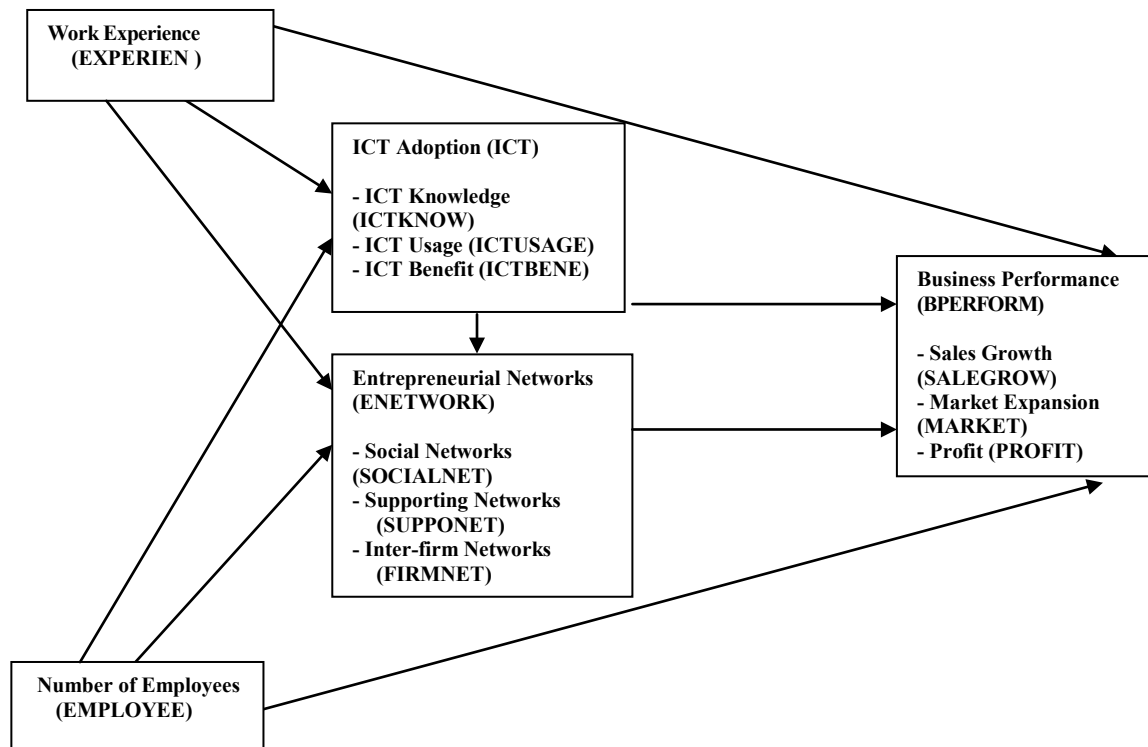 Work Experience
(EXPERIEN )
ICT Adoption (ICT)
- ICT Knowledge
(ICTKNOW)
- ICT Usage (ICTUSAGE)
- ICT Benefit (ICTBENE)
Business Performance
(BPERFORM)
- Sales Growth
(SALEGROW)
- Market Expansion
(MARKET)
- Profit (PROFIT)
Entrepreneurial Networks
(ENETWORK)
- Social Networks
(SOCIALNET)
- Supporting Networks
(SUPPONET)
- Inter-firm Networks
(FIRMNET)
Number of Employees
(EMPLOYEE)